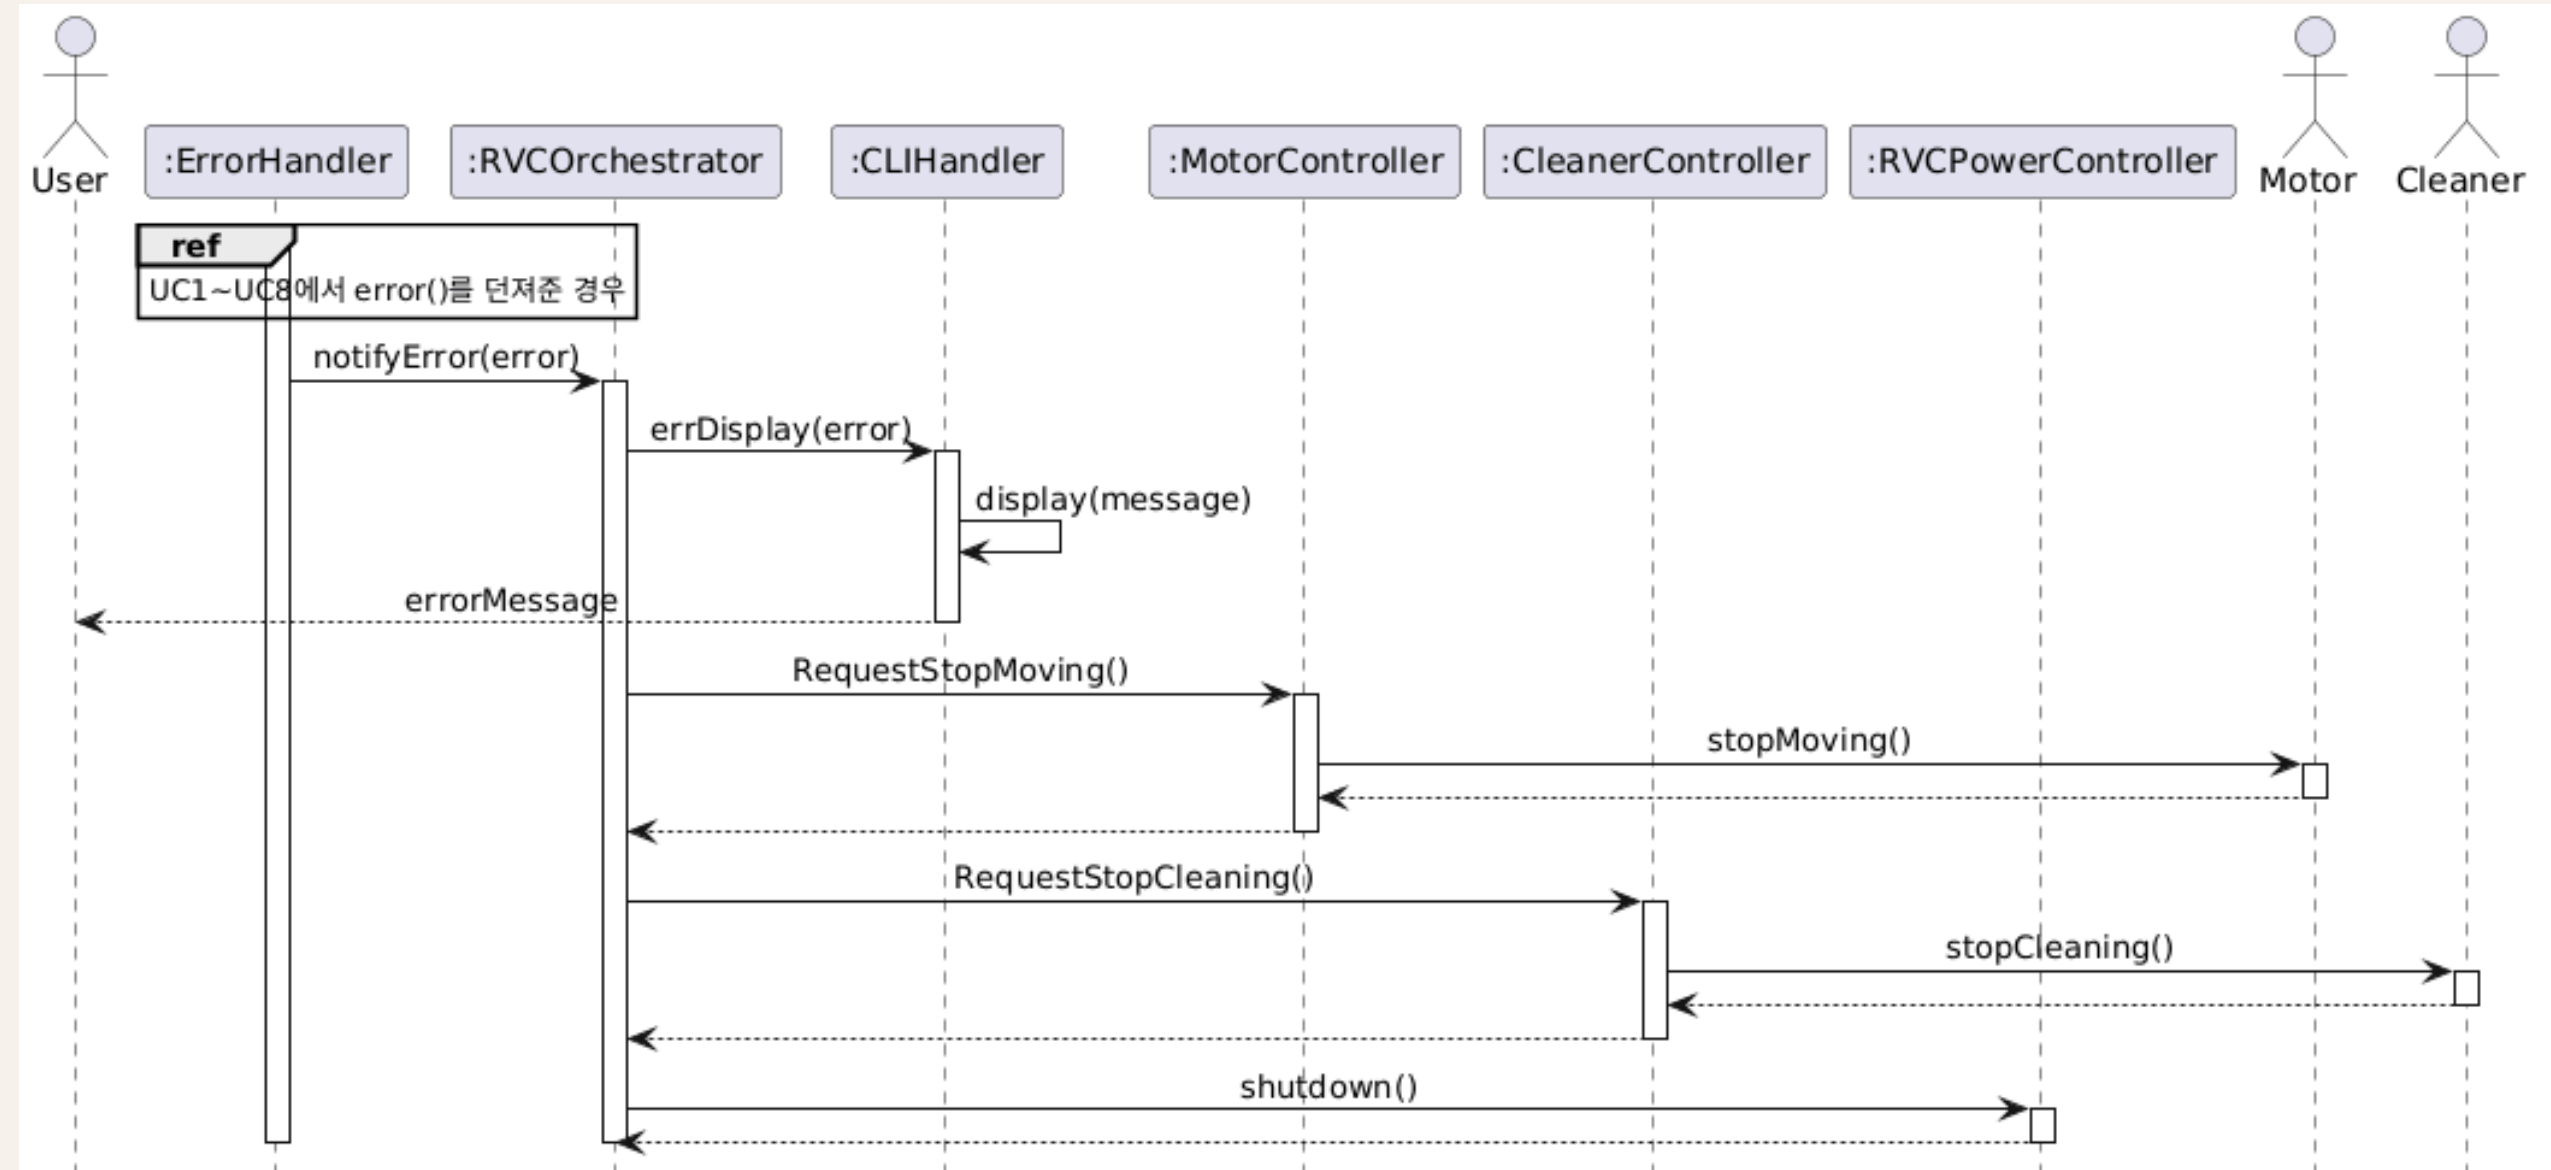 User
:ErrorHandler
:RVCOrchestrator
:CLIHandler
:MotorController
:CleanerController
:RVCPowerController
Motor
Cleaner
ref
UC1~UC8에서 error()를 던져준 경우
notifyError(error)
errDisplay(error)
display(message)
errorMessage
RequestStopMoving()
stopMoving()
RequestStopCleaning()
stopCleaning()
shutdown()